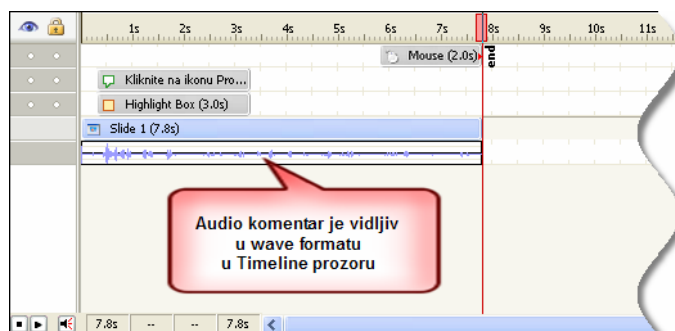 1s 2s 3s 4s 5s 6s 7s 8s 9s 10s 11s
Mouse (2.0s)
end
Kliknite na ikonu Pro...
Highlight Box (3.0s)
Slide 1 (7.8s)
Audio komentar je vidljiv
u wave formatu
u Timeline prozoru
7.8s -- -- 7.8s